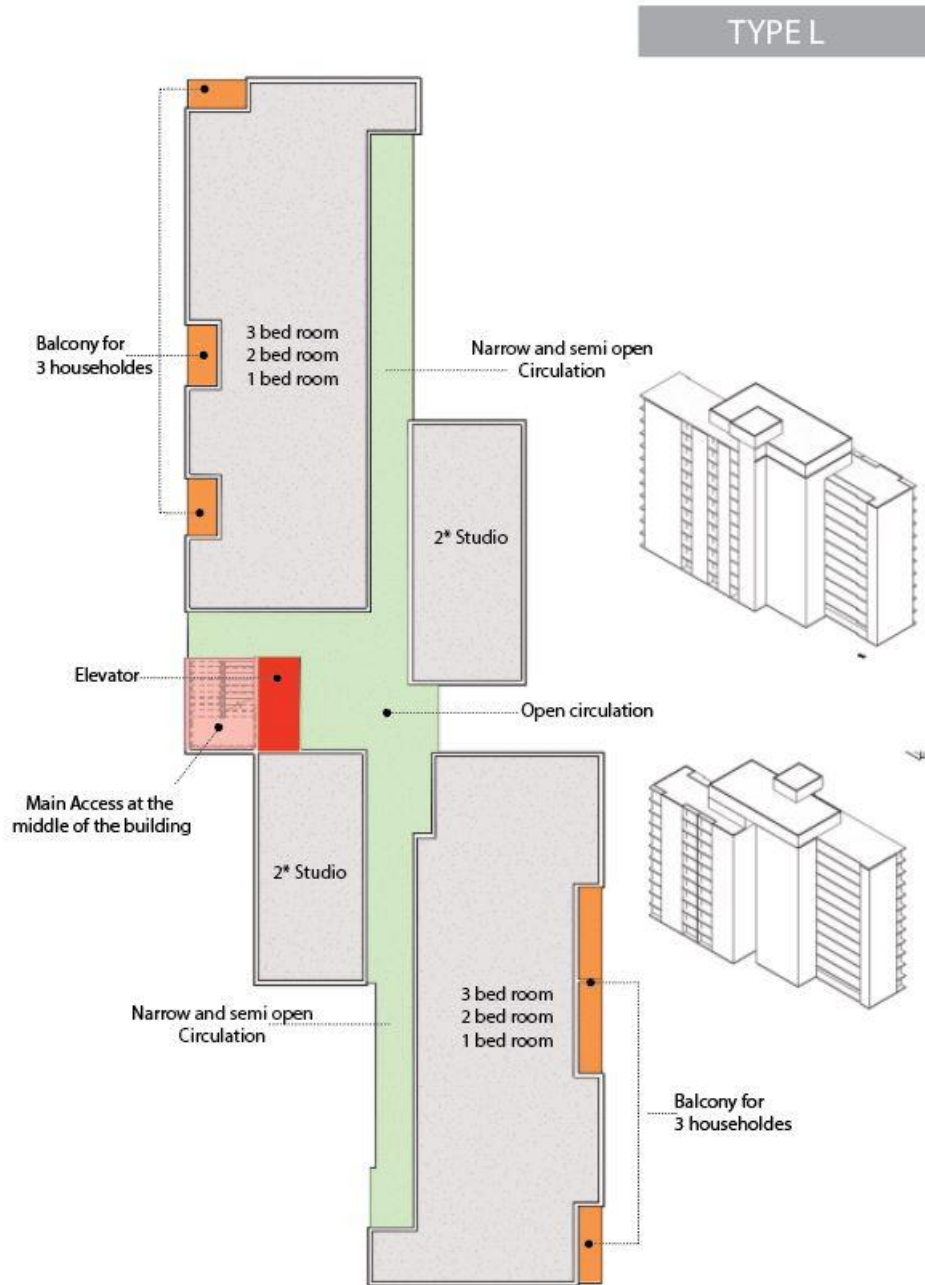 TYPE L
Balcony for
3 householdes
3 bed room
2 bed room
1 bed room
Narrow and semi open
Circulation
2* Studio
Elevator
Open circulation
Main Access at the
middle of the building
2* Studio
Narrow and semi open
Circulation
3 bed room
2 bed room
1 bed room
Balcony for
3 householdes